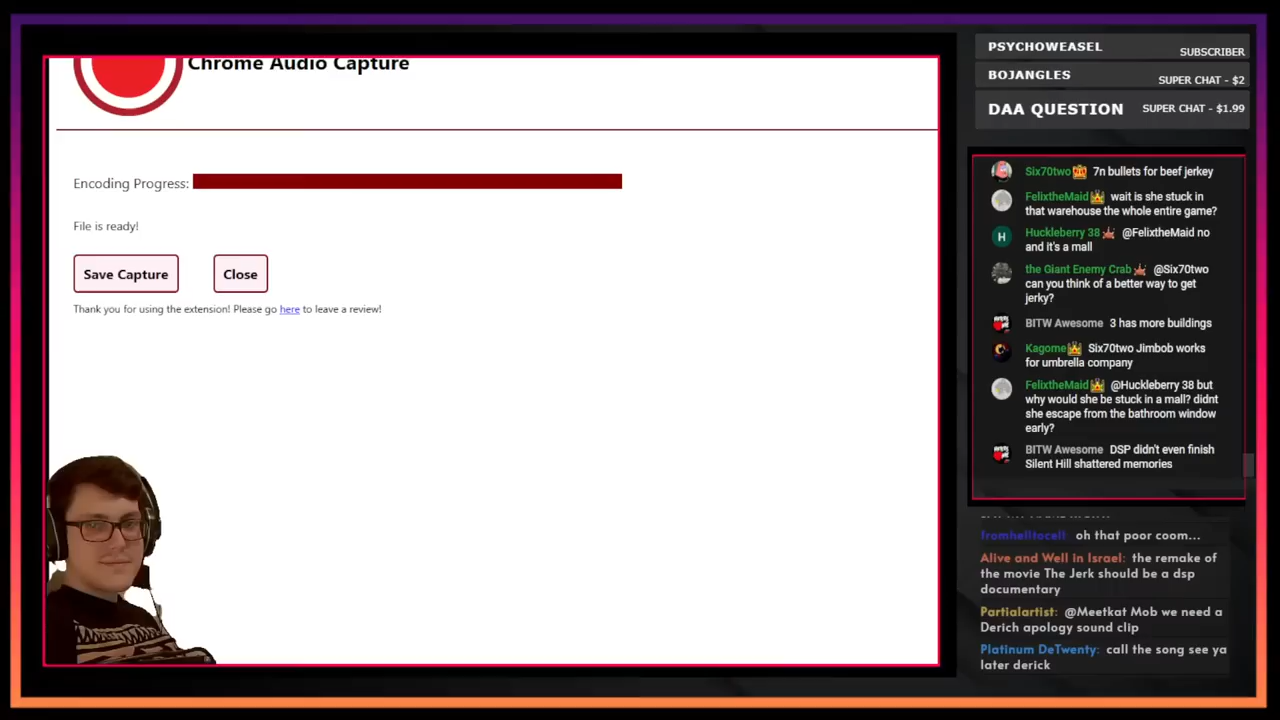 Chrome Audio Capture
Encoding Progress:
File is ready!
Save Capture
Close
Thank you for using the extension! Please go here to leave a review!
PSYCHOWEASEL
SUBSCRIBER
BOJANGLES
SUPER CHAT - $2
DAA QUESTION
SUPER CHAT - $1.99
Six70two 7n bullets for beef jerkey
FelixtheMaid wait is she stuck in
that warehouse the whole entire game?
H
Huckleberry 38 @FelixtheMaid no
and it's a mall
the Giant Enemy Crab @Six70two
can you think of a better way to get
jerky?
BITW Awesome 3 has more buildings
Kagome Six70two Jimbob works
for umbrella company
FelixtheMaid @Huckleberry 38 but
why would she be stuck in a mall? didnt
she escape from the bathroom window
early?
BITW Awesome DSP didn't even finish
Silent Hill shattered memories
fromhelltocell: oh that poor coom...
Alive and Well in Israel: the remake of
the movie The Jerk should be a dsp
documentary
Partialartist: @Meetkat Mob we need a
Derich apology sound clip
Platinum DeTwenty: call the song see ya
later derick